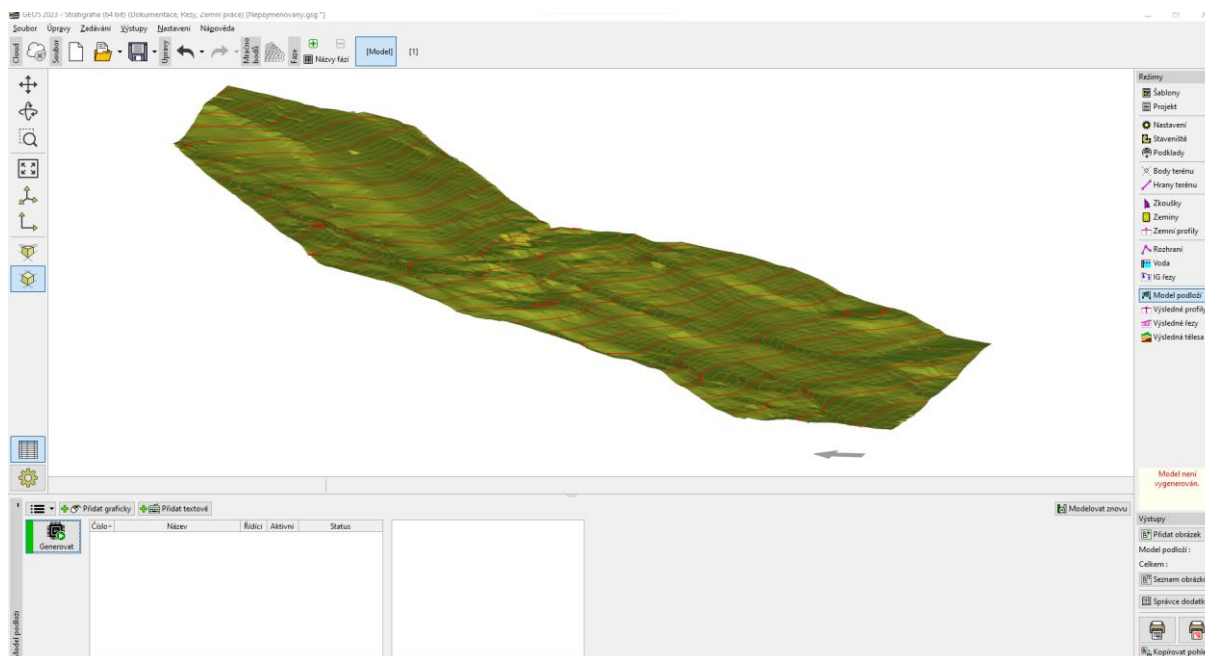 GEO5 2023 - Stratigrafie (64 bit) (Dokumentace, Řezy, Zemní práce) [Nepojmenovaný.gsg *]
Soubor Úpravy Zadávání Výstupy Nastavení Nápověda
Cloud
Soubor
Úpravy
Mračno bodů
Fáze
Názvy fází
[Model]
[1]
Režimy
Šablony
Projekt
Nastavení
Staveniště
Podklady
Body terénu
Hrany terénu
Zkoušky
Zeminy
Zemní profily
Rozhraní
Voda
IG řezy
Model podloží
Výsledné profily
Výsledné řezy
Výsledná tělesa
Model není
vygenerován.
Přidat graficky Přidat textově Modelovat znovu
Generovat
Číslo Název Řídící Aktivní Status
Model podloží
Výstupy
Přidat obrázek
Model podloží :
Celkem :
Seznam obrázků
Správce dodatk
Kopírovat pohle